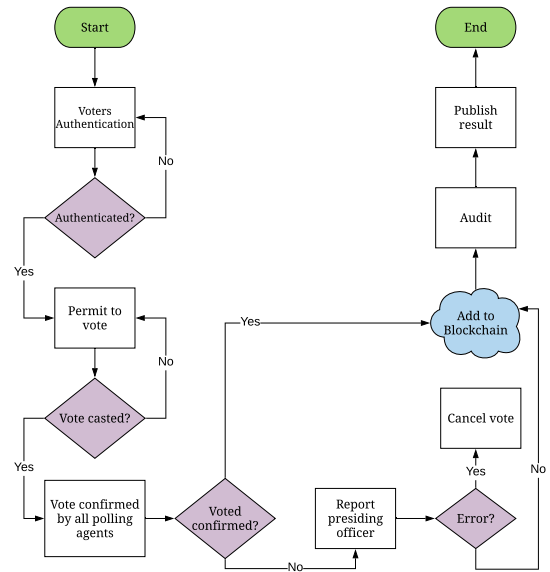 Start
Voters
Authentication
No
Authenticated?
Yes
Permit to
vote
No
Vote casted?
Yes
Vote confirmed
by all polling
agents
Voted
confirmed?
Yes
No
Report
presiding
officer
Error?
Yes
Cancel vote
No
Add to
Blockchain
Audit
Publish
result
End